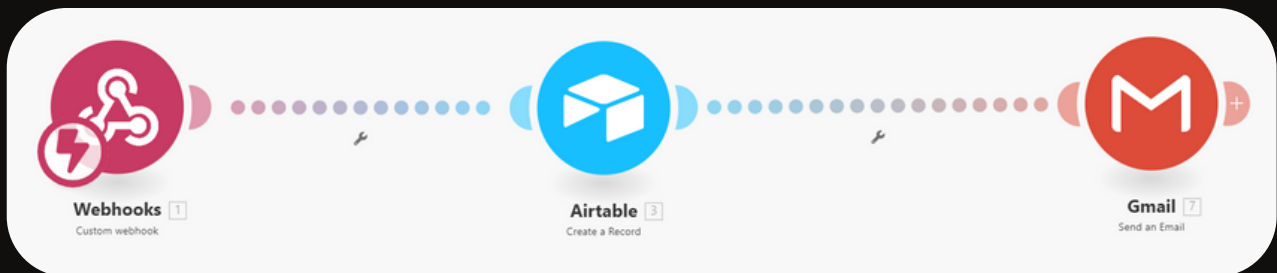 Webhooks 1
Custom webhook
Airtable 3
Create a Record
Gmail 7
Send an Email